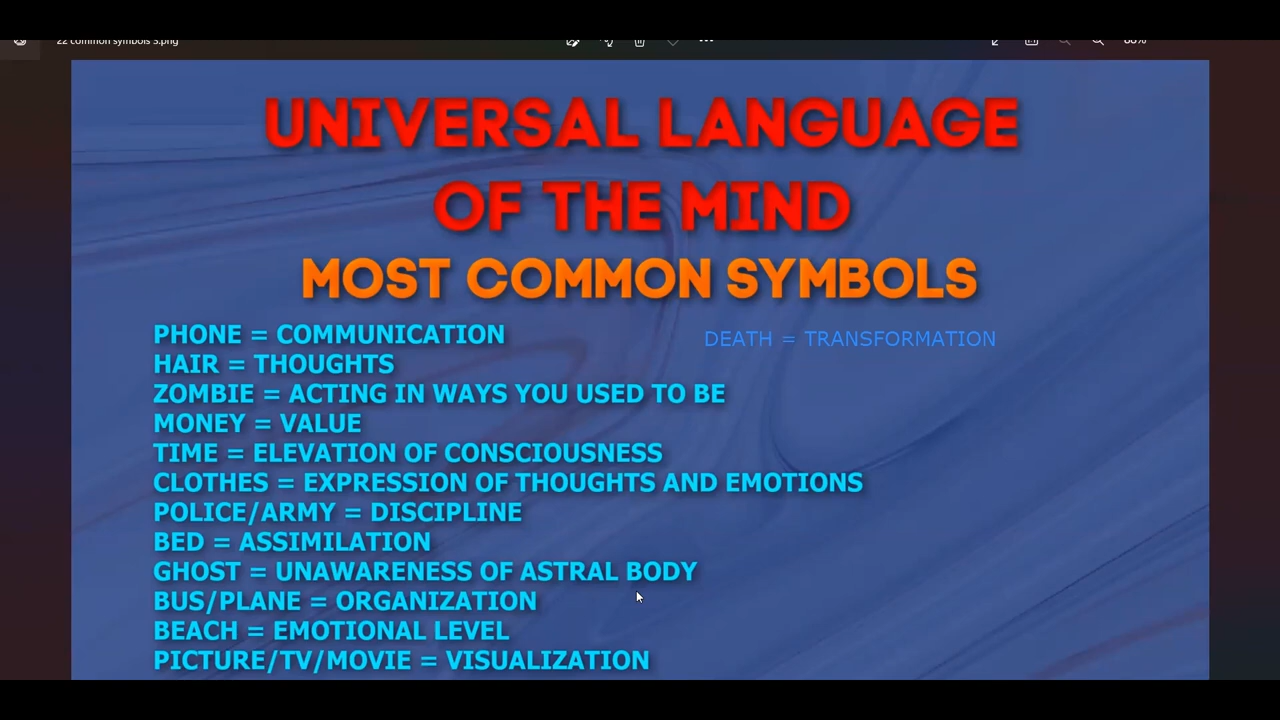 22 common symbols 3.png
UNIVERSAL LANGUAGE
OF THE MIND
MOST COMMON SYMBOLS
PHONE = COMMUNICATION
DEATH = TRANSFORMATION
HAIR = THOUGHTS
ZOMBIE = ACTING IN WAYS YOU USED TO BE
MONEY = VALUE
TIME = ELEVATION OF CONSCIOUSNESS
CLOTHES = EXPRESSION OF THOUGHTS AND EMOTIONS
POLICE/ARMY = DISCIPLINE
BED = ASSIMILATION
GHOST = UNAWARENESS OF ASTRAL BODY
BUS/PLANE = ORGANIZATION
BEACH = EMOTIONAL LEVEL
PICTURE/TV/MOVIE = VISUALIZATION